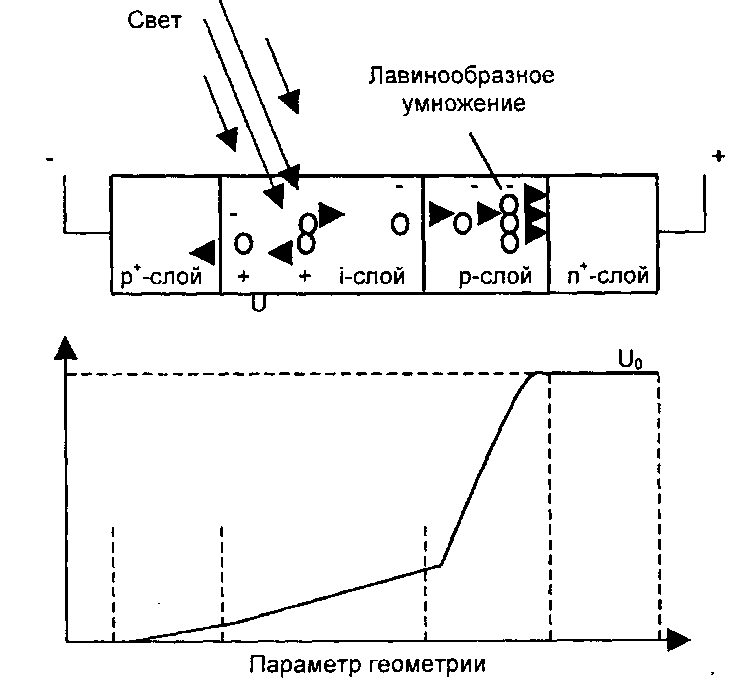 Свет
Лавинообразное
умножение
- +
- - -
-
p⁺-слой + + i-слой p-слой n⁺-слой
U
U₀
Параметр геометрии